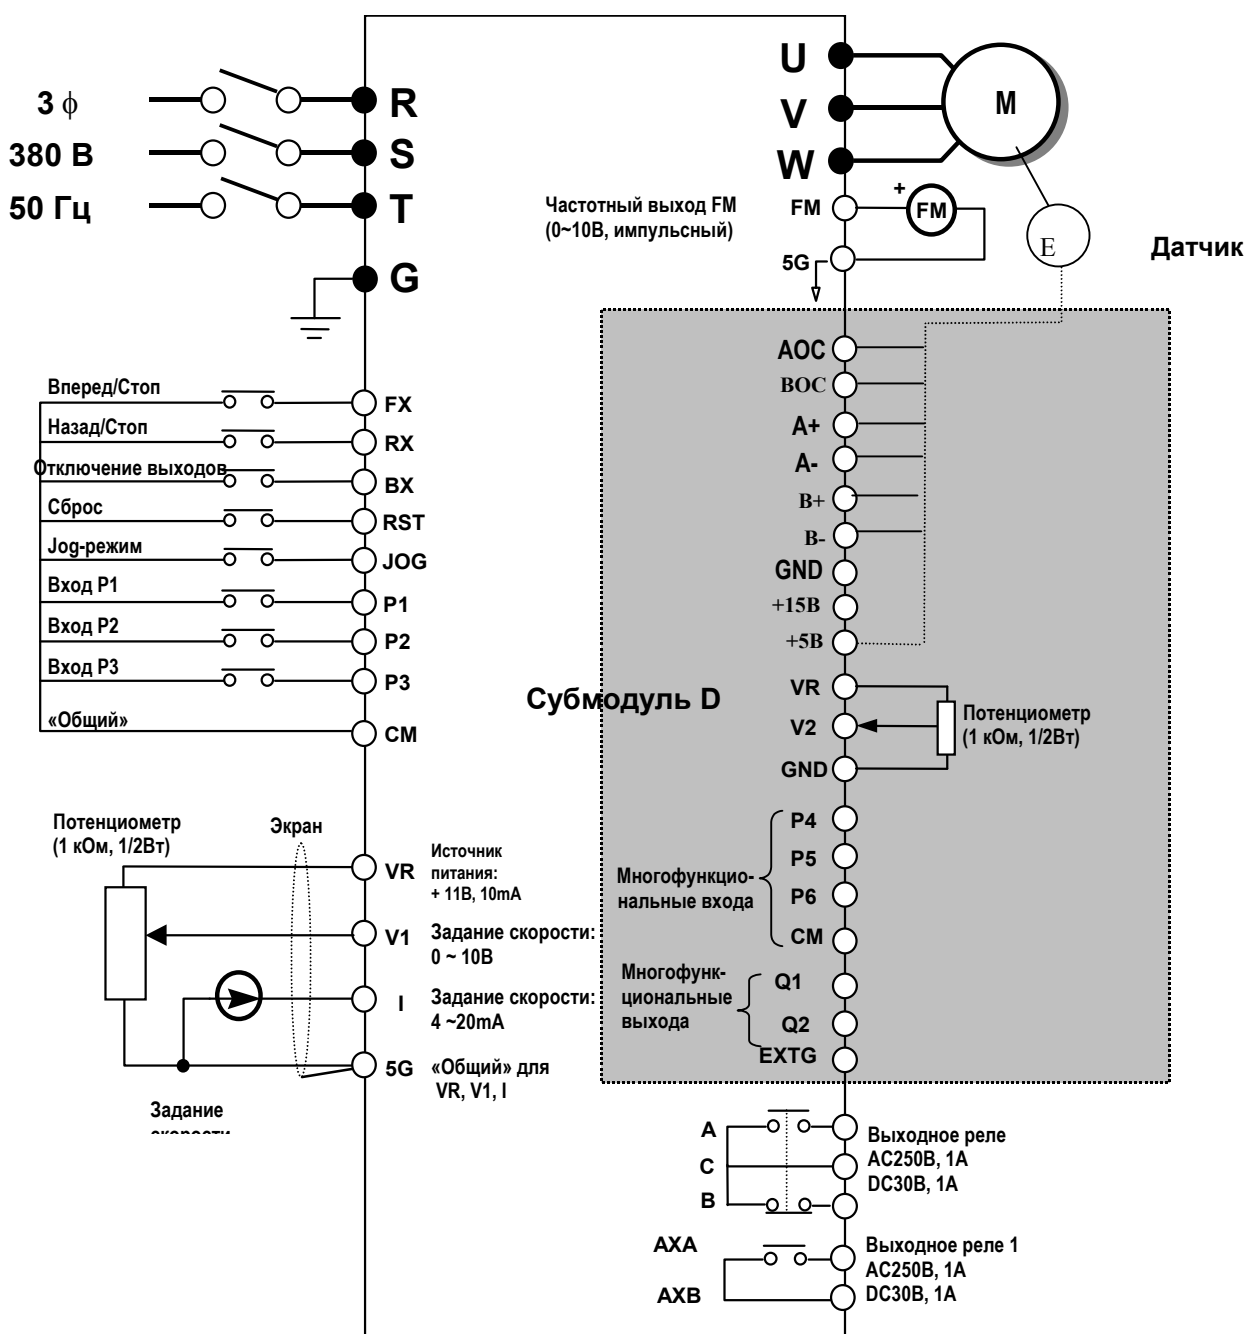 3 ϕ
380 В
50 Гц
R
S
T
G
U
V
W
M
Частотный выход FM
(0~10В, импульсный)
FM
+
FM
5G
E
Датчик
Вперед/Стоп
FX
Назад/Стоп
RX
Отключение выходов
BX
Сброс
RST
Jog-режим
JOG
Вход P1
P1
Вход P2
P2
Вход P3
P3
«Общий»
CM
AOC
BOC
A+
A-
B+
B-
GND
+15В
+5В
Субмодуль D
VR
V2
GND
Потенциометр
(1 кОм, 1/2Вт)
P4
P5
P6
CM
Многофункцио-
нальные входа
Q1
Q2
EXTG
Многофунк-
циональные
выхода
Потенциометр
(1 кОм, 1/2Вт)
Экран
VR
Источник
питания:
+ 11В, 10mA
V1
Задание скорости:
0 ~ 10В
I
Задание скорости:
4 ~20mA
5G
«Общий» для
VR, V1, I
Задание
скорости
A
C
B
Выходное реле
AC250В, 1A
DC30В, 1A
AXA
AXB
Выходное реле 1
AC250В, 1A
DC30В, 1A